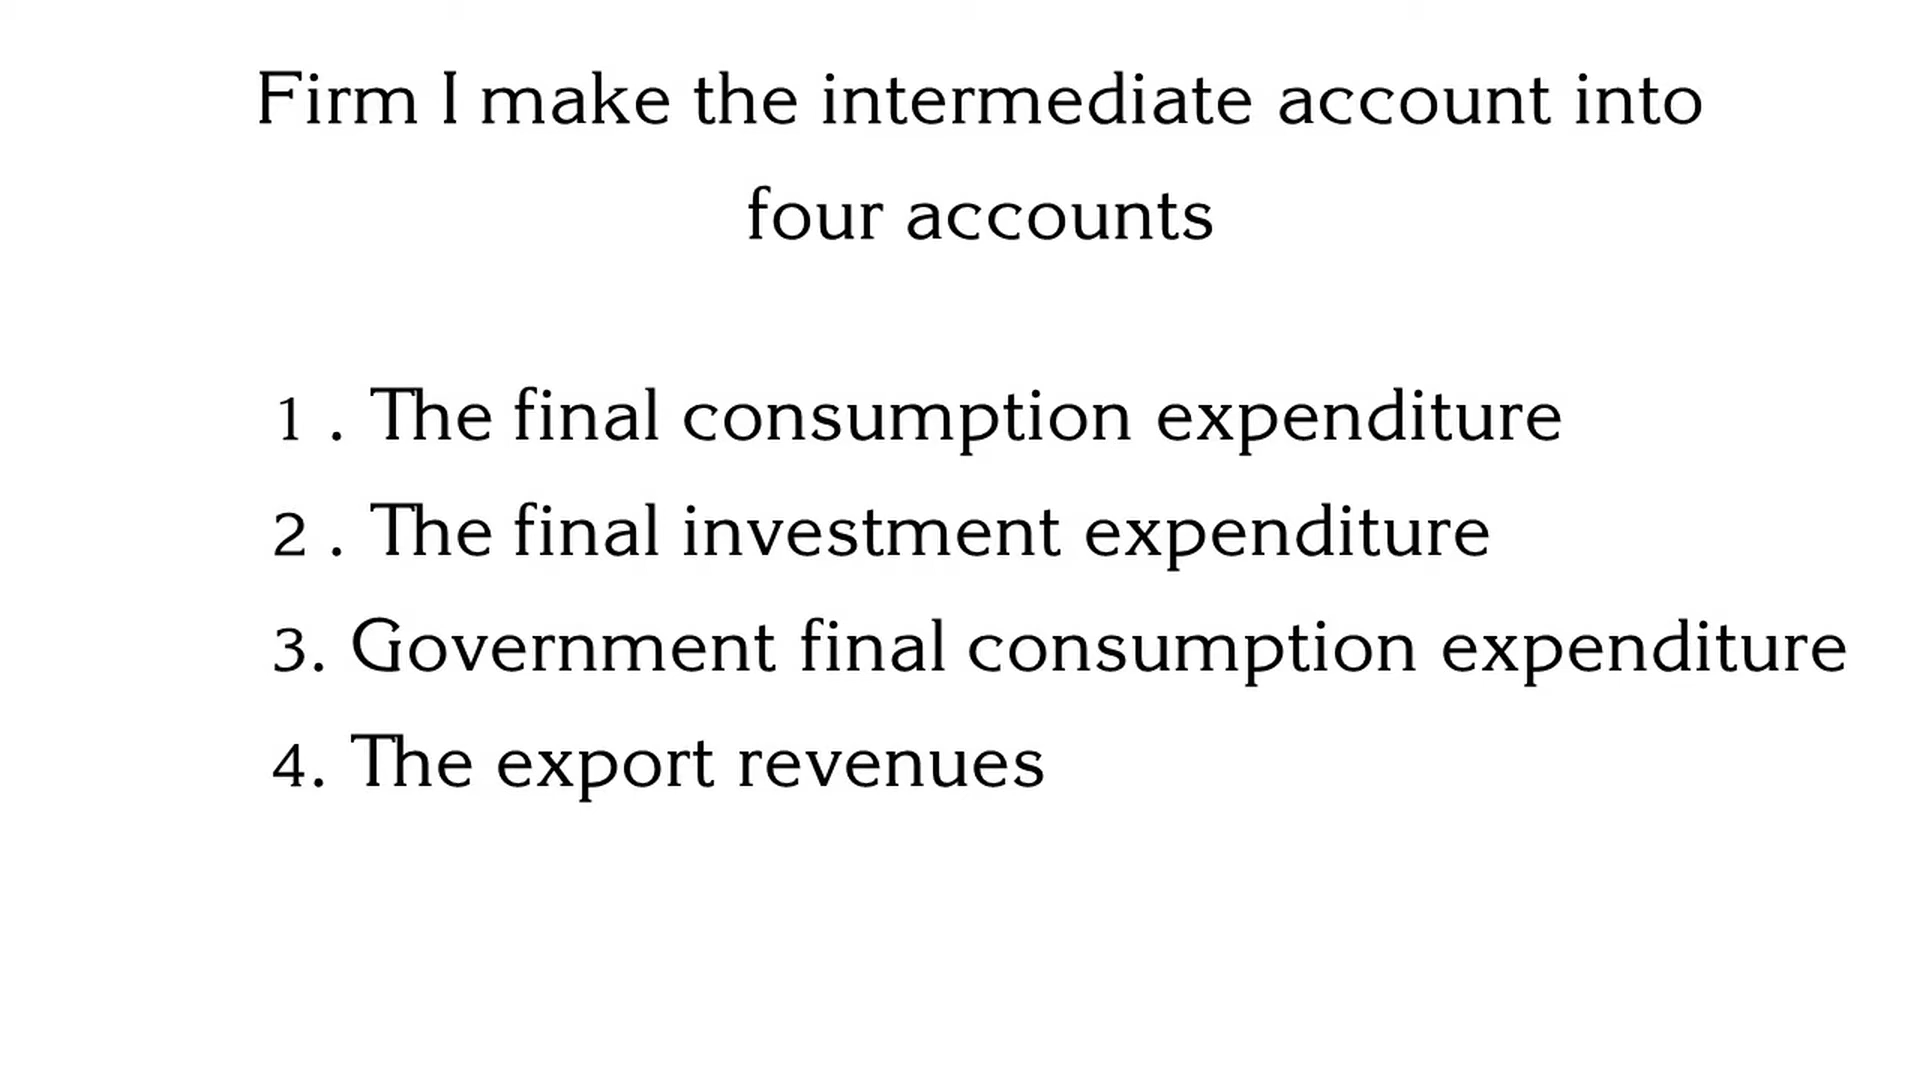 Firm I make the intermediate account into
four accounts
1 . The final consumption expenditure
2 . The final investment expenditure
3. Government final consumption expenditure
4. The export revenues